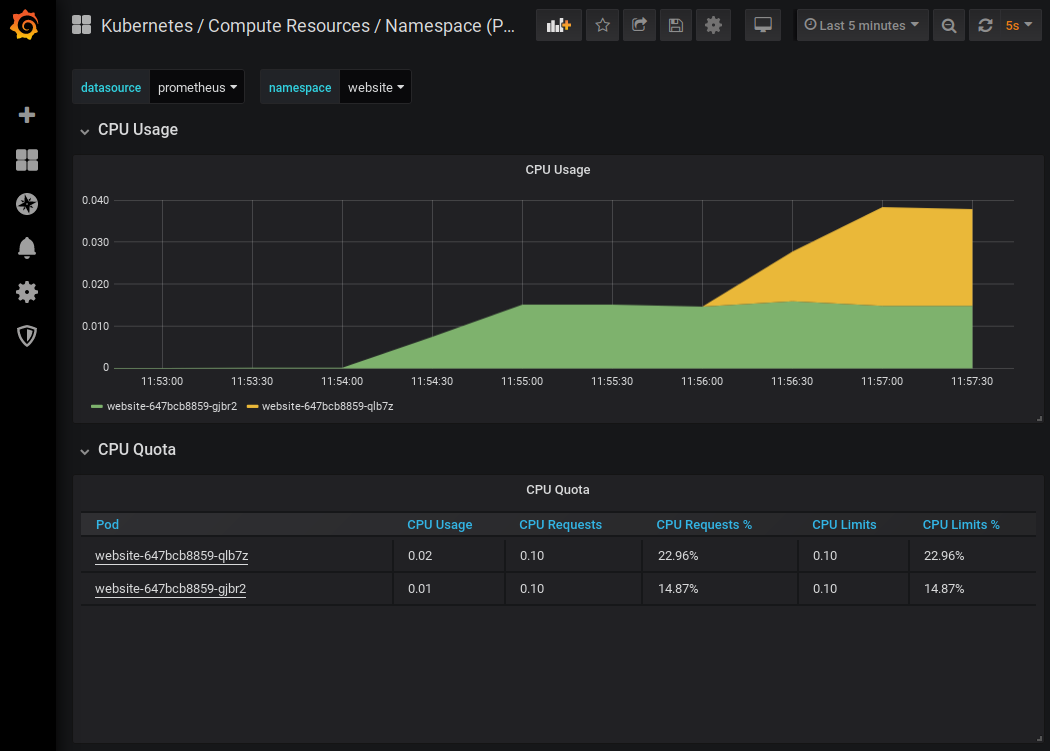 Kubernetes / Compute Resources / Namespace (P...
Last 5 minutes
5s
datasource prometheus namespace website
CPU Usage
CPU Usage
0.040
0.030
0.020
0.010
0
11:53:00 11:53:30 11:54:00 11:54:30 11:55:00 11:55:30 11:56:00 11:56:30 11:57:00 11:57:30
website-647bcb8859-gjbr2 website-647bcb8859-qlb7z
CPU Quota
CPU Quota
Pod CPU Usage CPU Requests CPU Requests % CPU Limits CPU Limits %
website-647bcb8859-qlb7z 0.02 0.10 22.96% 0.10 22.96%
website-647bcb8859-gjbr2 0.01 0.10 14.87% 0.10 14.87%